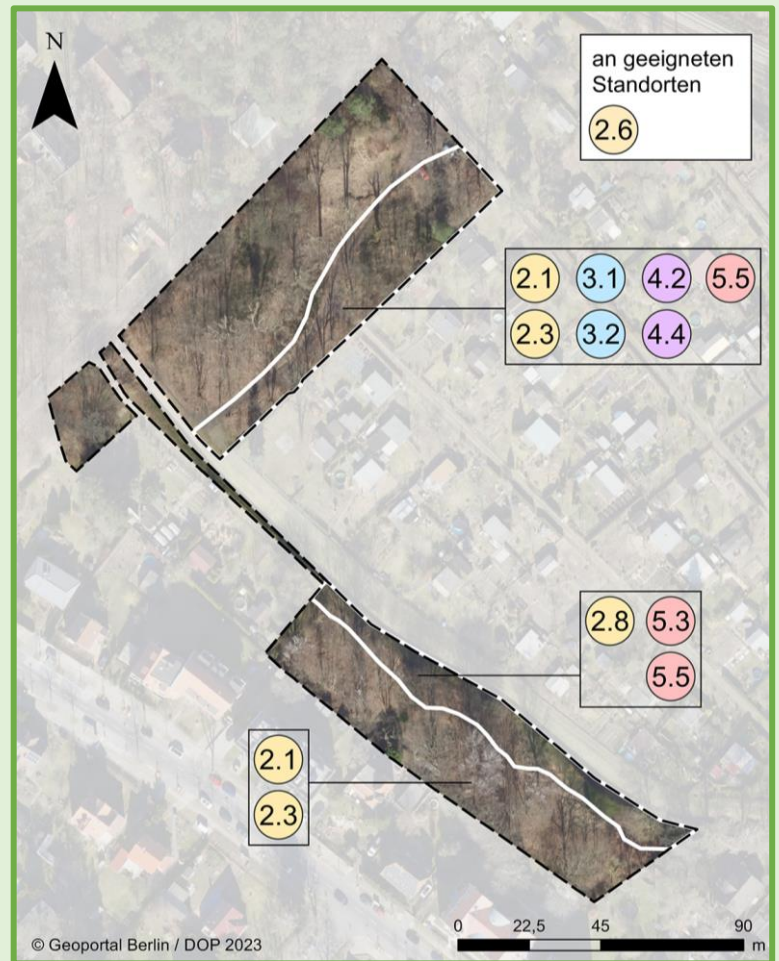 N
an geeigneten
Standorten
2.6
2.1 3.1 4.2 5.5
2.3 3.2 4.4
2.8 5.3
5.5
2.1
2.3
0 22,5 45 90
m
© Geoportal Berlin / DOP 2023